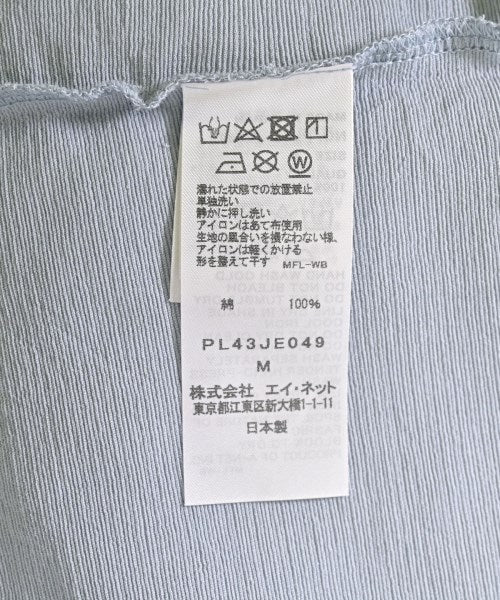 W
濡れた状態での放置禁止
単独洗い
静かに押し洗い
アイロンはあて布使用
生地の風合いを損なわない様、
アイロンは軽くかける
形を整えて干す MFL-WB
綿 100%
PL43JE049
M
株式会社 エイ・ネット
東京都江東区新大橋1-1-11
日本製